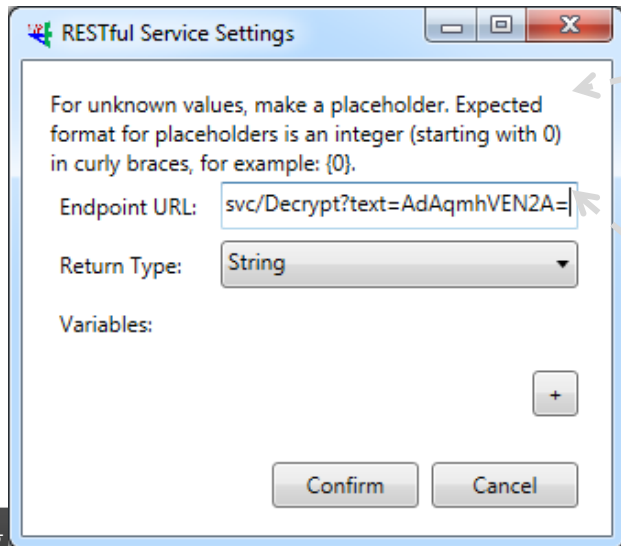 RESTful Service Settings
For unknown values, make a placeholder. Expected
format for placeholders is an integer (starting with 0)
in curly braces, for example: {0}.
Endpoint URL: svc/Decrypt?text=AdAqmhVEN2A=
Return Type: String
Variables:
+
Confirm Cancel